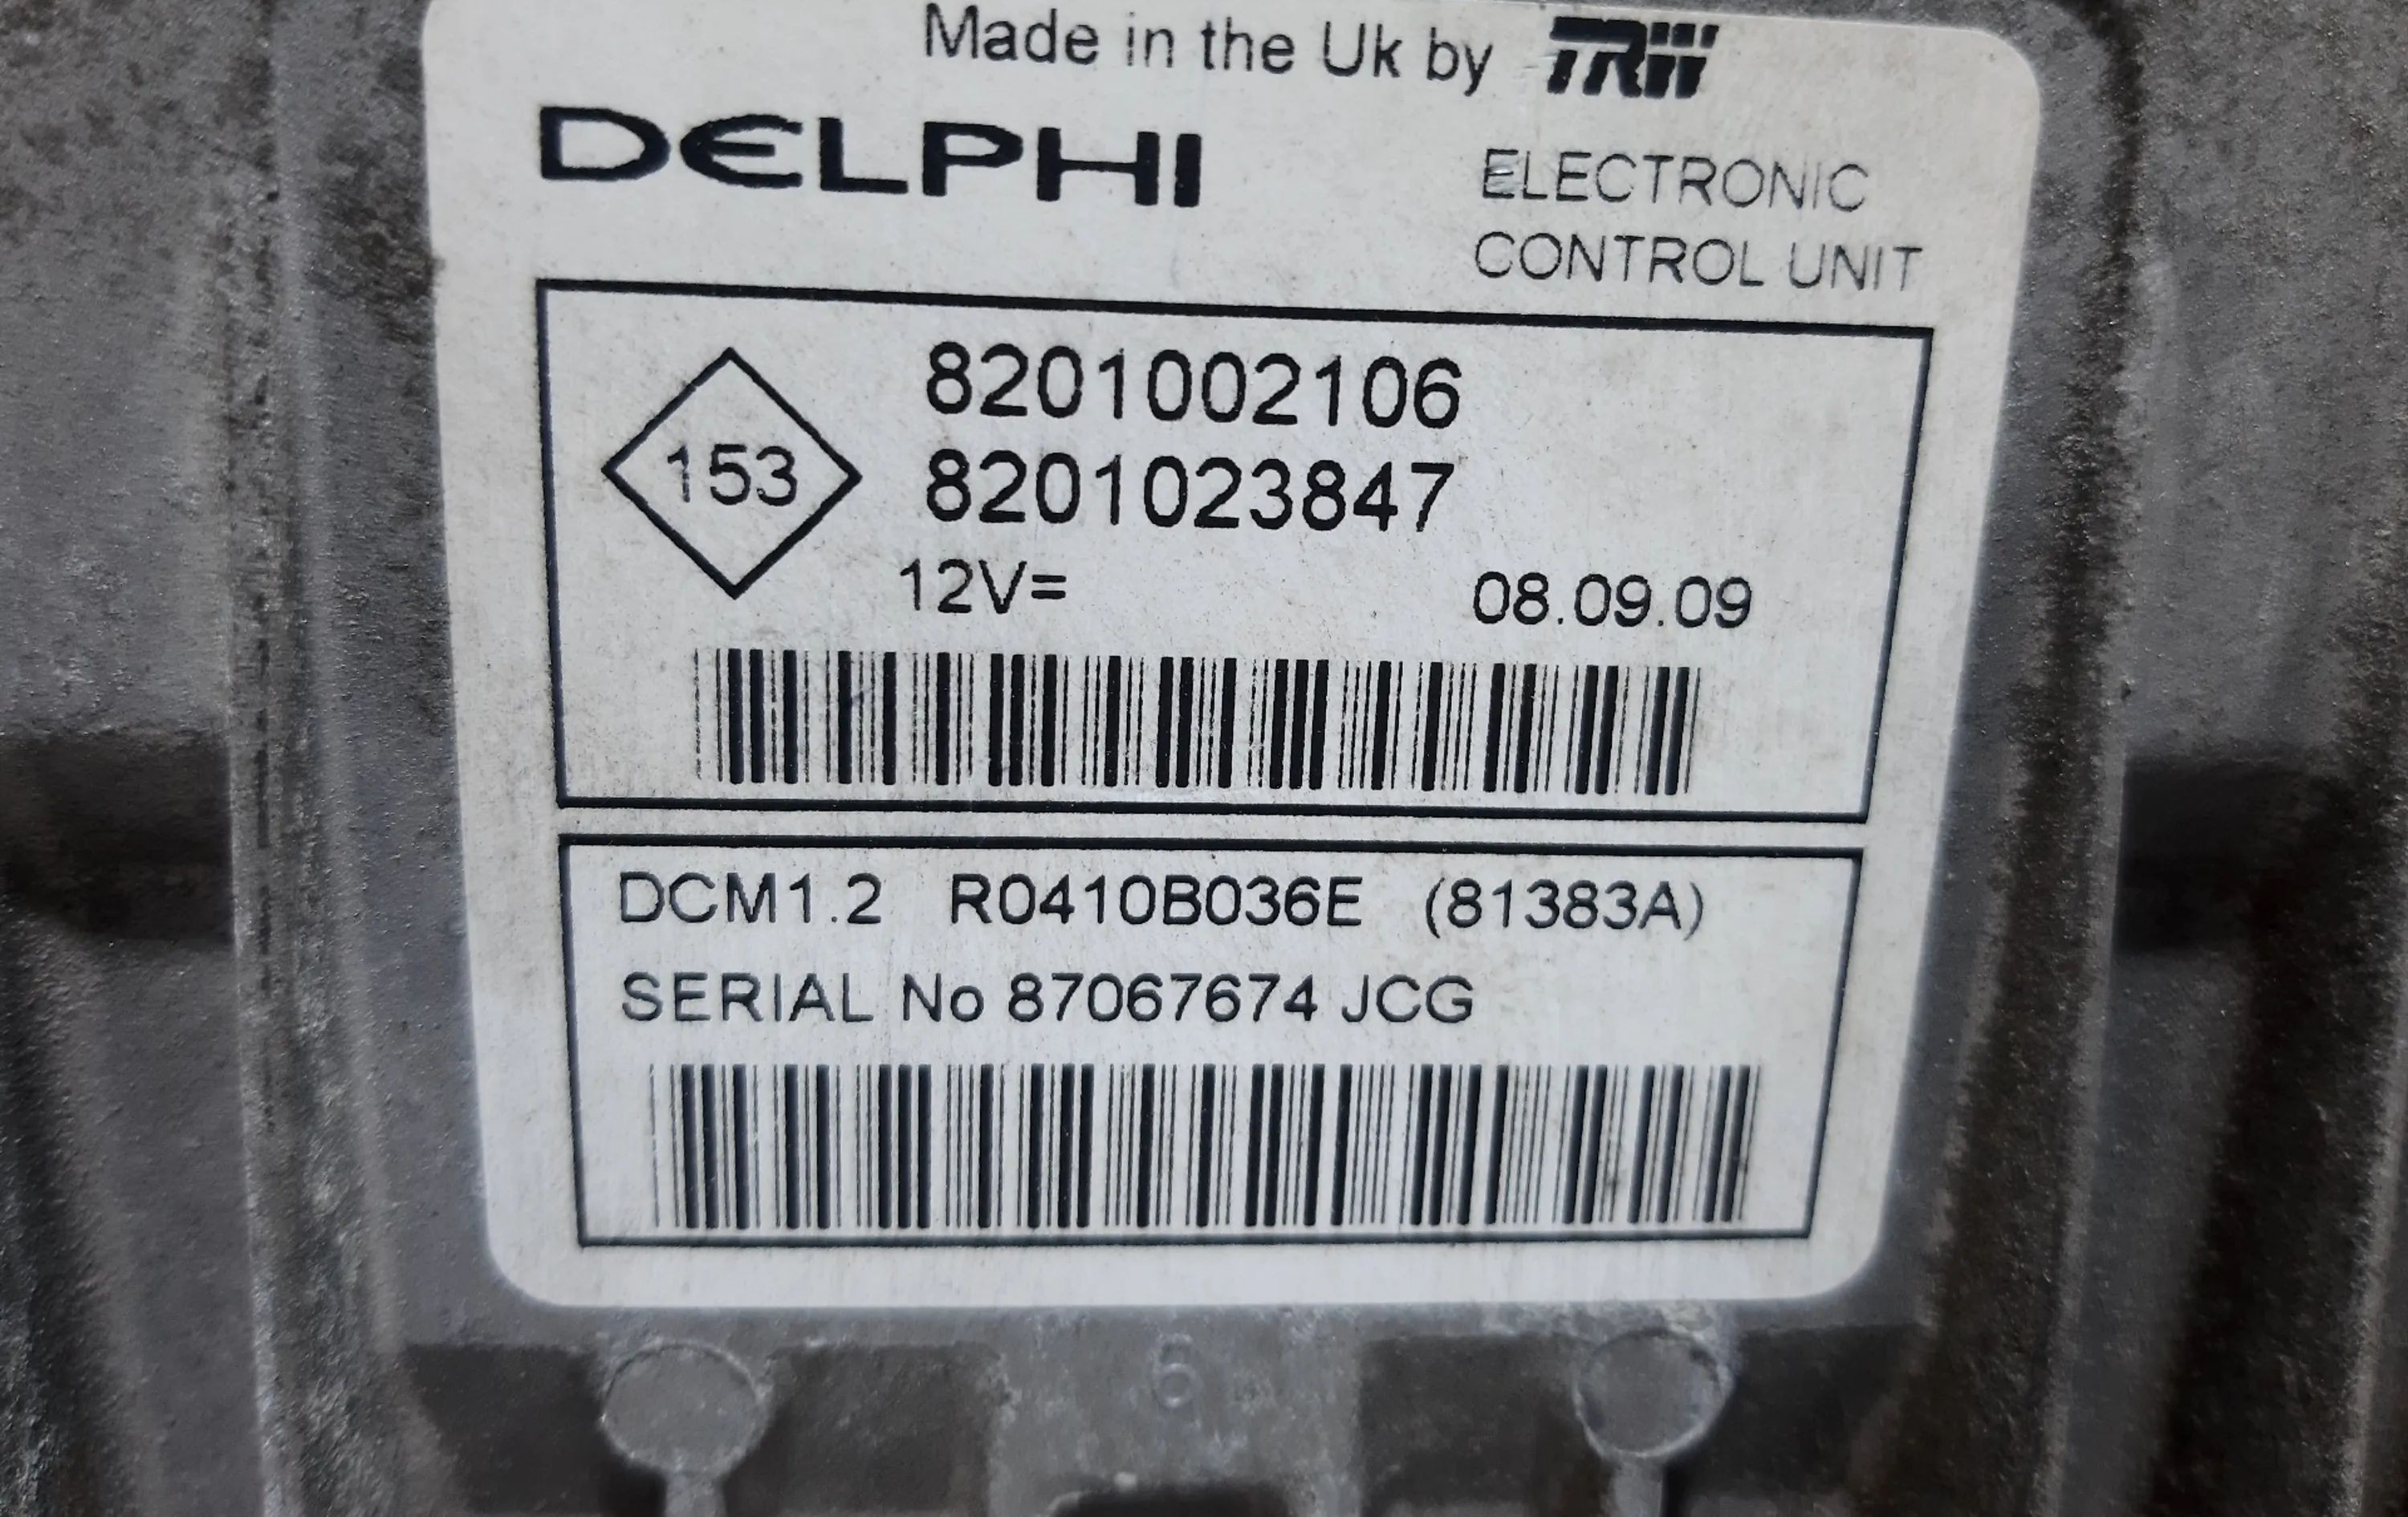 Made in the Uk by TRW
DELPHI
ELECTRONIC
CONTROL UNIT
153
8201002106
8201023847
12V=
08.09.09
DCM1.2 R0410B036E (81383A)
SERIAL No 87067674 JCG
6